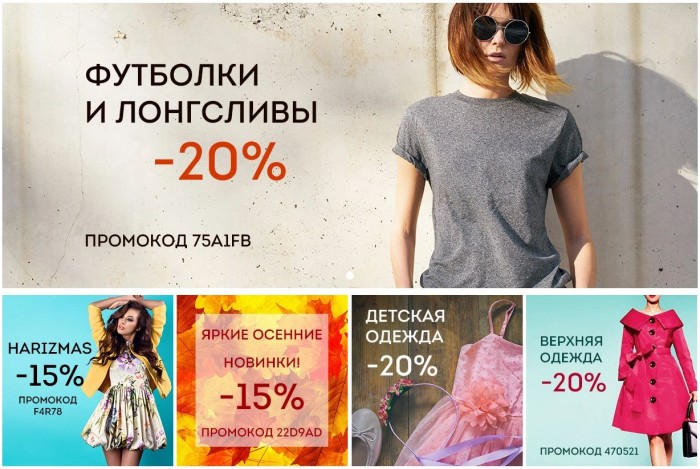 ФУТБОЛКИ
И ЛОНГСЛИВЫ
-20%
ПРОМОКОД 75A1FB
HARIZMAS
-15%
ПРОМОКОД
F4R78
ЯРКИЕ ОСЕННИЕ
НОВИНКИ!
-15%
ПРОМОКОД 22D9AD
ДЕТСКАЯ
ОДЕЖДА
-20%
ВЕРХНЯЯ
ОДЕЖДА
-20%
ПРОМОКОД 470521